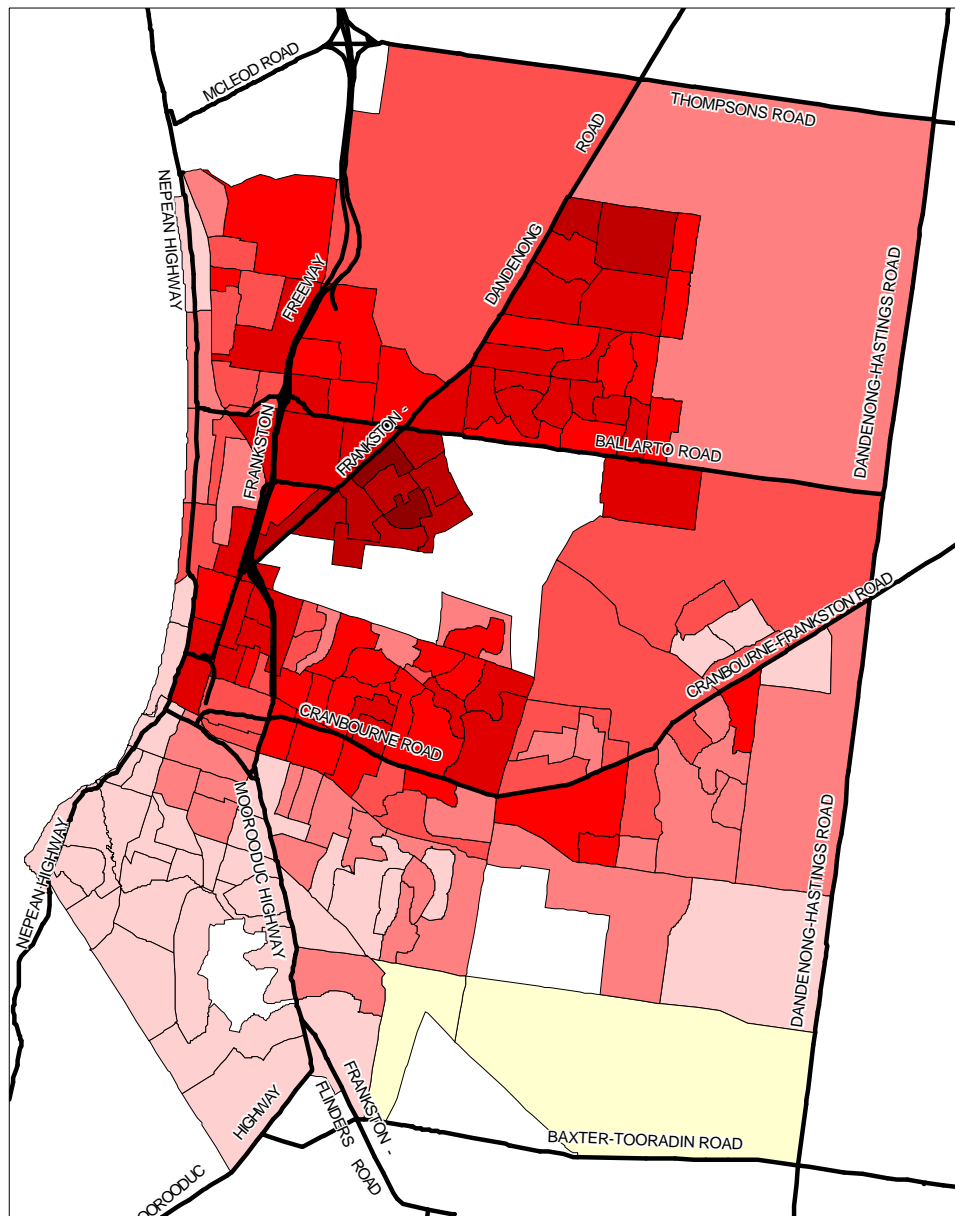 MCLEOD ROAD
THOMPSONS ROAD
ROAD
NEPEAN HIGHWAY
DANDENONG
FREEWAY
DANDENONG-HASTINGS ROAD
FRANKSTON
FRANKSTON -
BALLARTO ROAD
CRANBOURNE-FRANKSTON ROAD
CRANBOURNE ROAD
MOOROODUC HIGHWAY
NEPEAN HIGHWAY
DANDENONG-HASTINGS ROAD
HIGHWAY
FRANKSTON -
FLINDERS ROAD
BAXTER-TOORADIN ROAD
OOROODUC